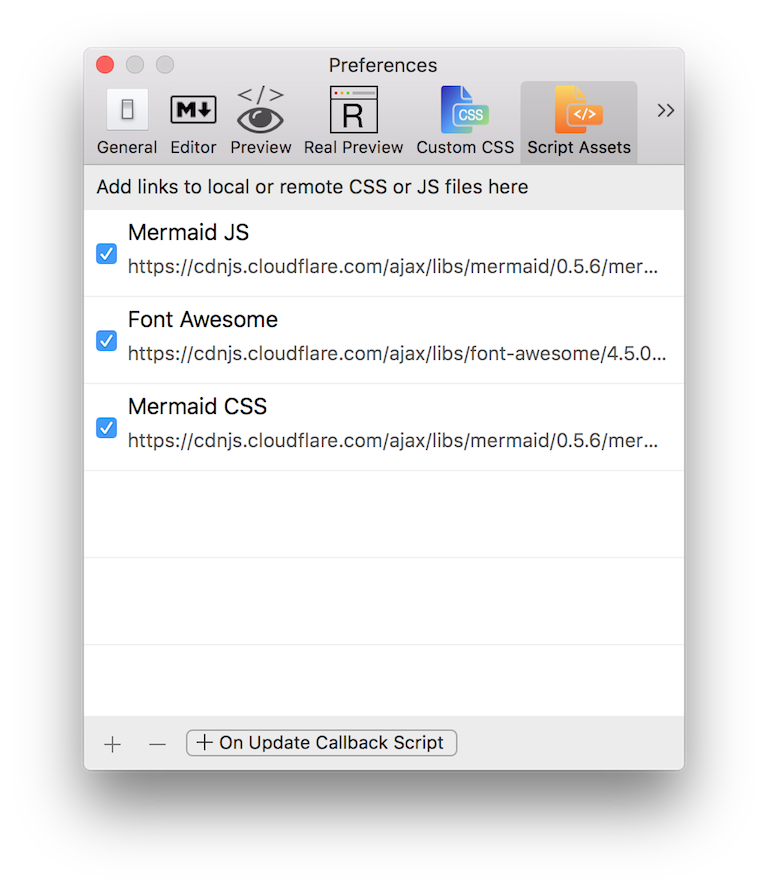 Preferences
</>
M↓
R
CSS
</>
General
Editor
Preview
Real Preview
Custom CSS
Script Assets
Add links to local or remote CSS or JS files here
Mermaid JS
https://cdnjs.cloudflare.com/ajax/libs/mermaid/0.5.6/mer...
Font Awesome
https://cdnjs.cloudflare.com/ajax/libs/font-awesome/4.5.0...
Mermaid CSS
https://cdnjs.cloudflare.com/ajax/libs/mermaid/0.5.6/mer...
+ On Update Callback Script